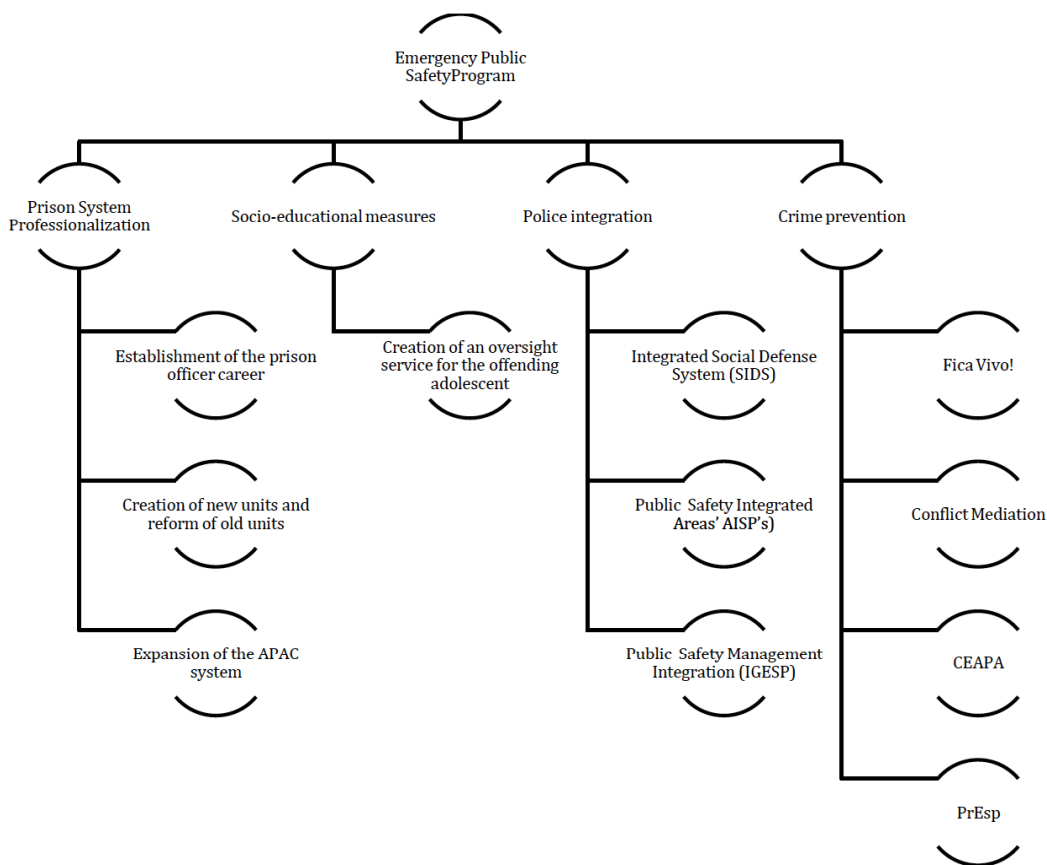 Emergency Public
SafetyProgram
Prison System
Professionalization
Socio-educational measures
Police integration
Crime prevention
Establishment of the prison
officer career
Creation of an oversight
service for the offending
adolescent
Integrated Social Defense
System (SIDS)
Fica Vivo!
Creation of new units and
reform of old units
Public Safety Integrated
Areas’ AISP’s)
Conflict Mediation
Expansion of the APAC
system
Public Safety Management
Integration (IGESP)
CEAPA
PrEsp